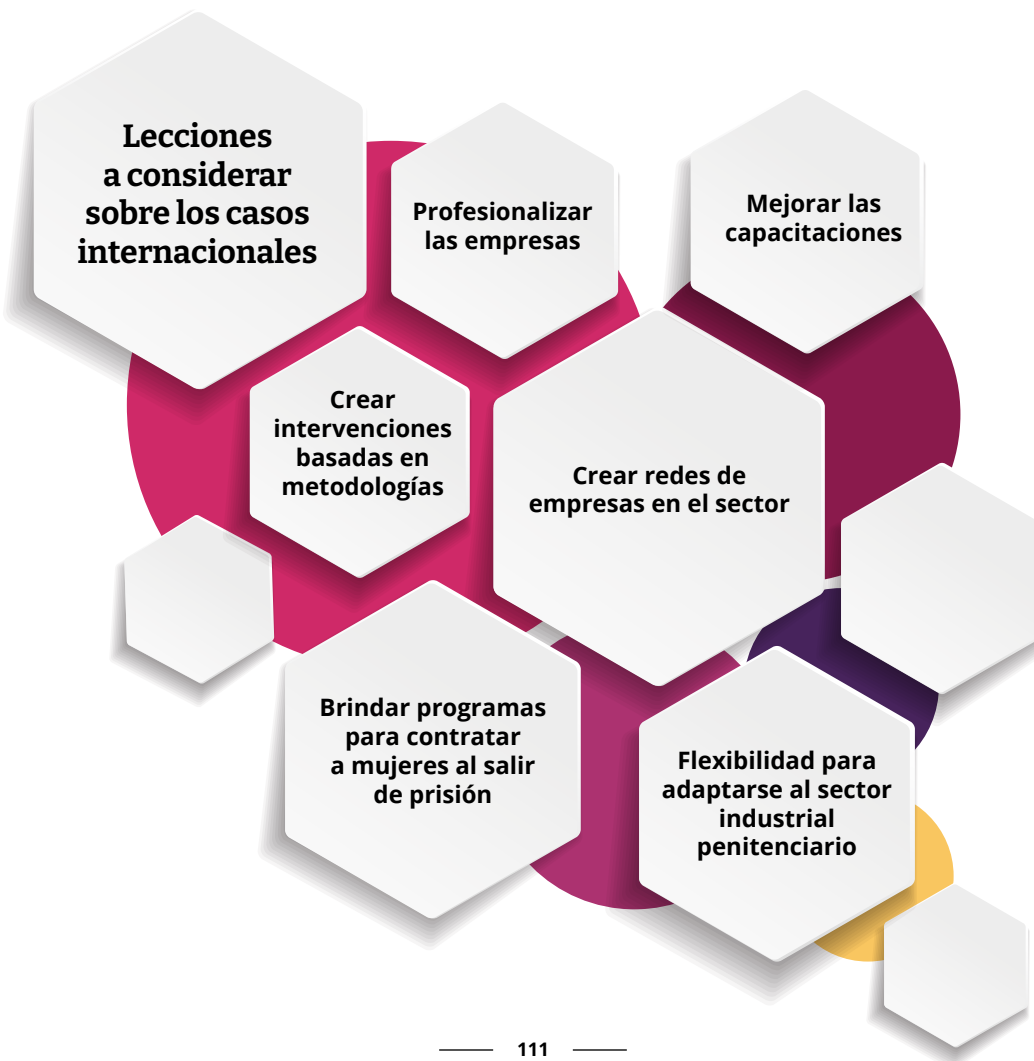 Lecciones
a considerar
sobre los casos
internacionales
Profesionalizar
las empresas
Mejorar las
capacitaciones
Crear
intervenciones
basadas en
metodologías
Crear redes de
empresas en el sector
Brindar programas
para contratar
a mujeres al salir
de prisión
Flexibilidad para
adaptarse al sector
industrial
penitenciario
111